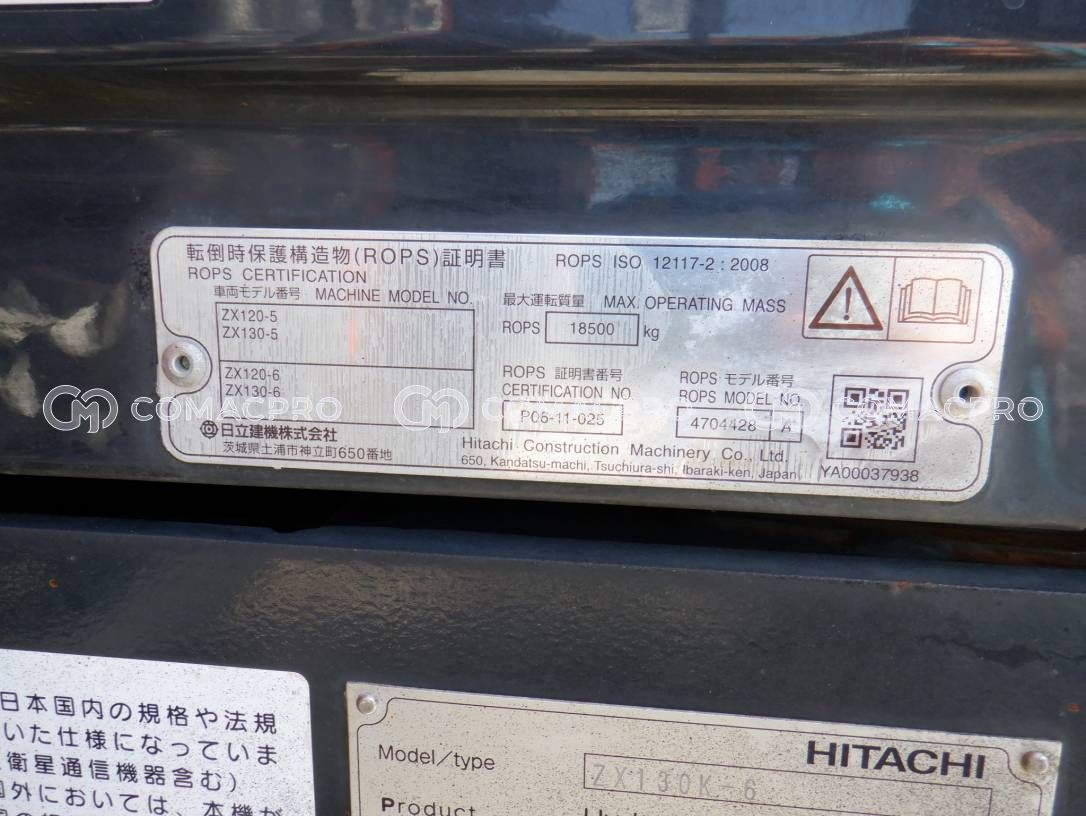 転倒時保護構造物(ROPS)証明書
ROPS CERTIFICATION
ROPS ISO 12117-2 : 2008
車両モデル番号 MACHINE MODEL NO.
ZX120-5
ZX130-5
ZX120-6
ZX130-6
最大運転質量 MAX. OPERATING MASS
ROPS 18500 kg
ROPS 証明書番号
CERTIFICATION NO.
P05-11-025
ROPS モデル番号
ROPS MODEL NO.
4704428 A
日立建機株式会社
茨城県土浦市神立町650番地
Hitachi Construction Machinery Co., Ltd.
650, Kandatsu-machi, Tsuchiura-shi, Ibaraki-ken, Japan
YA00037938
COMACPRO COMACPRO COMACPRO
日本国内の規格や法規
いた仕様になっていま
衛星通信機器含む)
外においては、本機が
HITACHI
Model/type ZX130K-6
Product